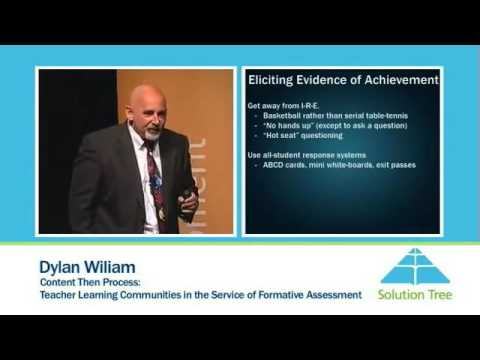 Eliciting Evidence of Achievement
Get away from I-R-E.
- Basketball rather than serial table-tennis
- “No hands up” (except to ask a question)
- “Hot seat” questioning
Use all-student response systems
- ABCD cards, mini white-boards, exit passes
Dylan Wiliam
Content Then Process:
Teacher Learning Communities in the Service of Formative Assessment
Solution Tree